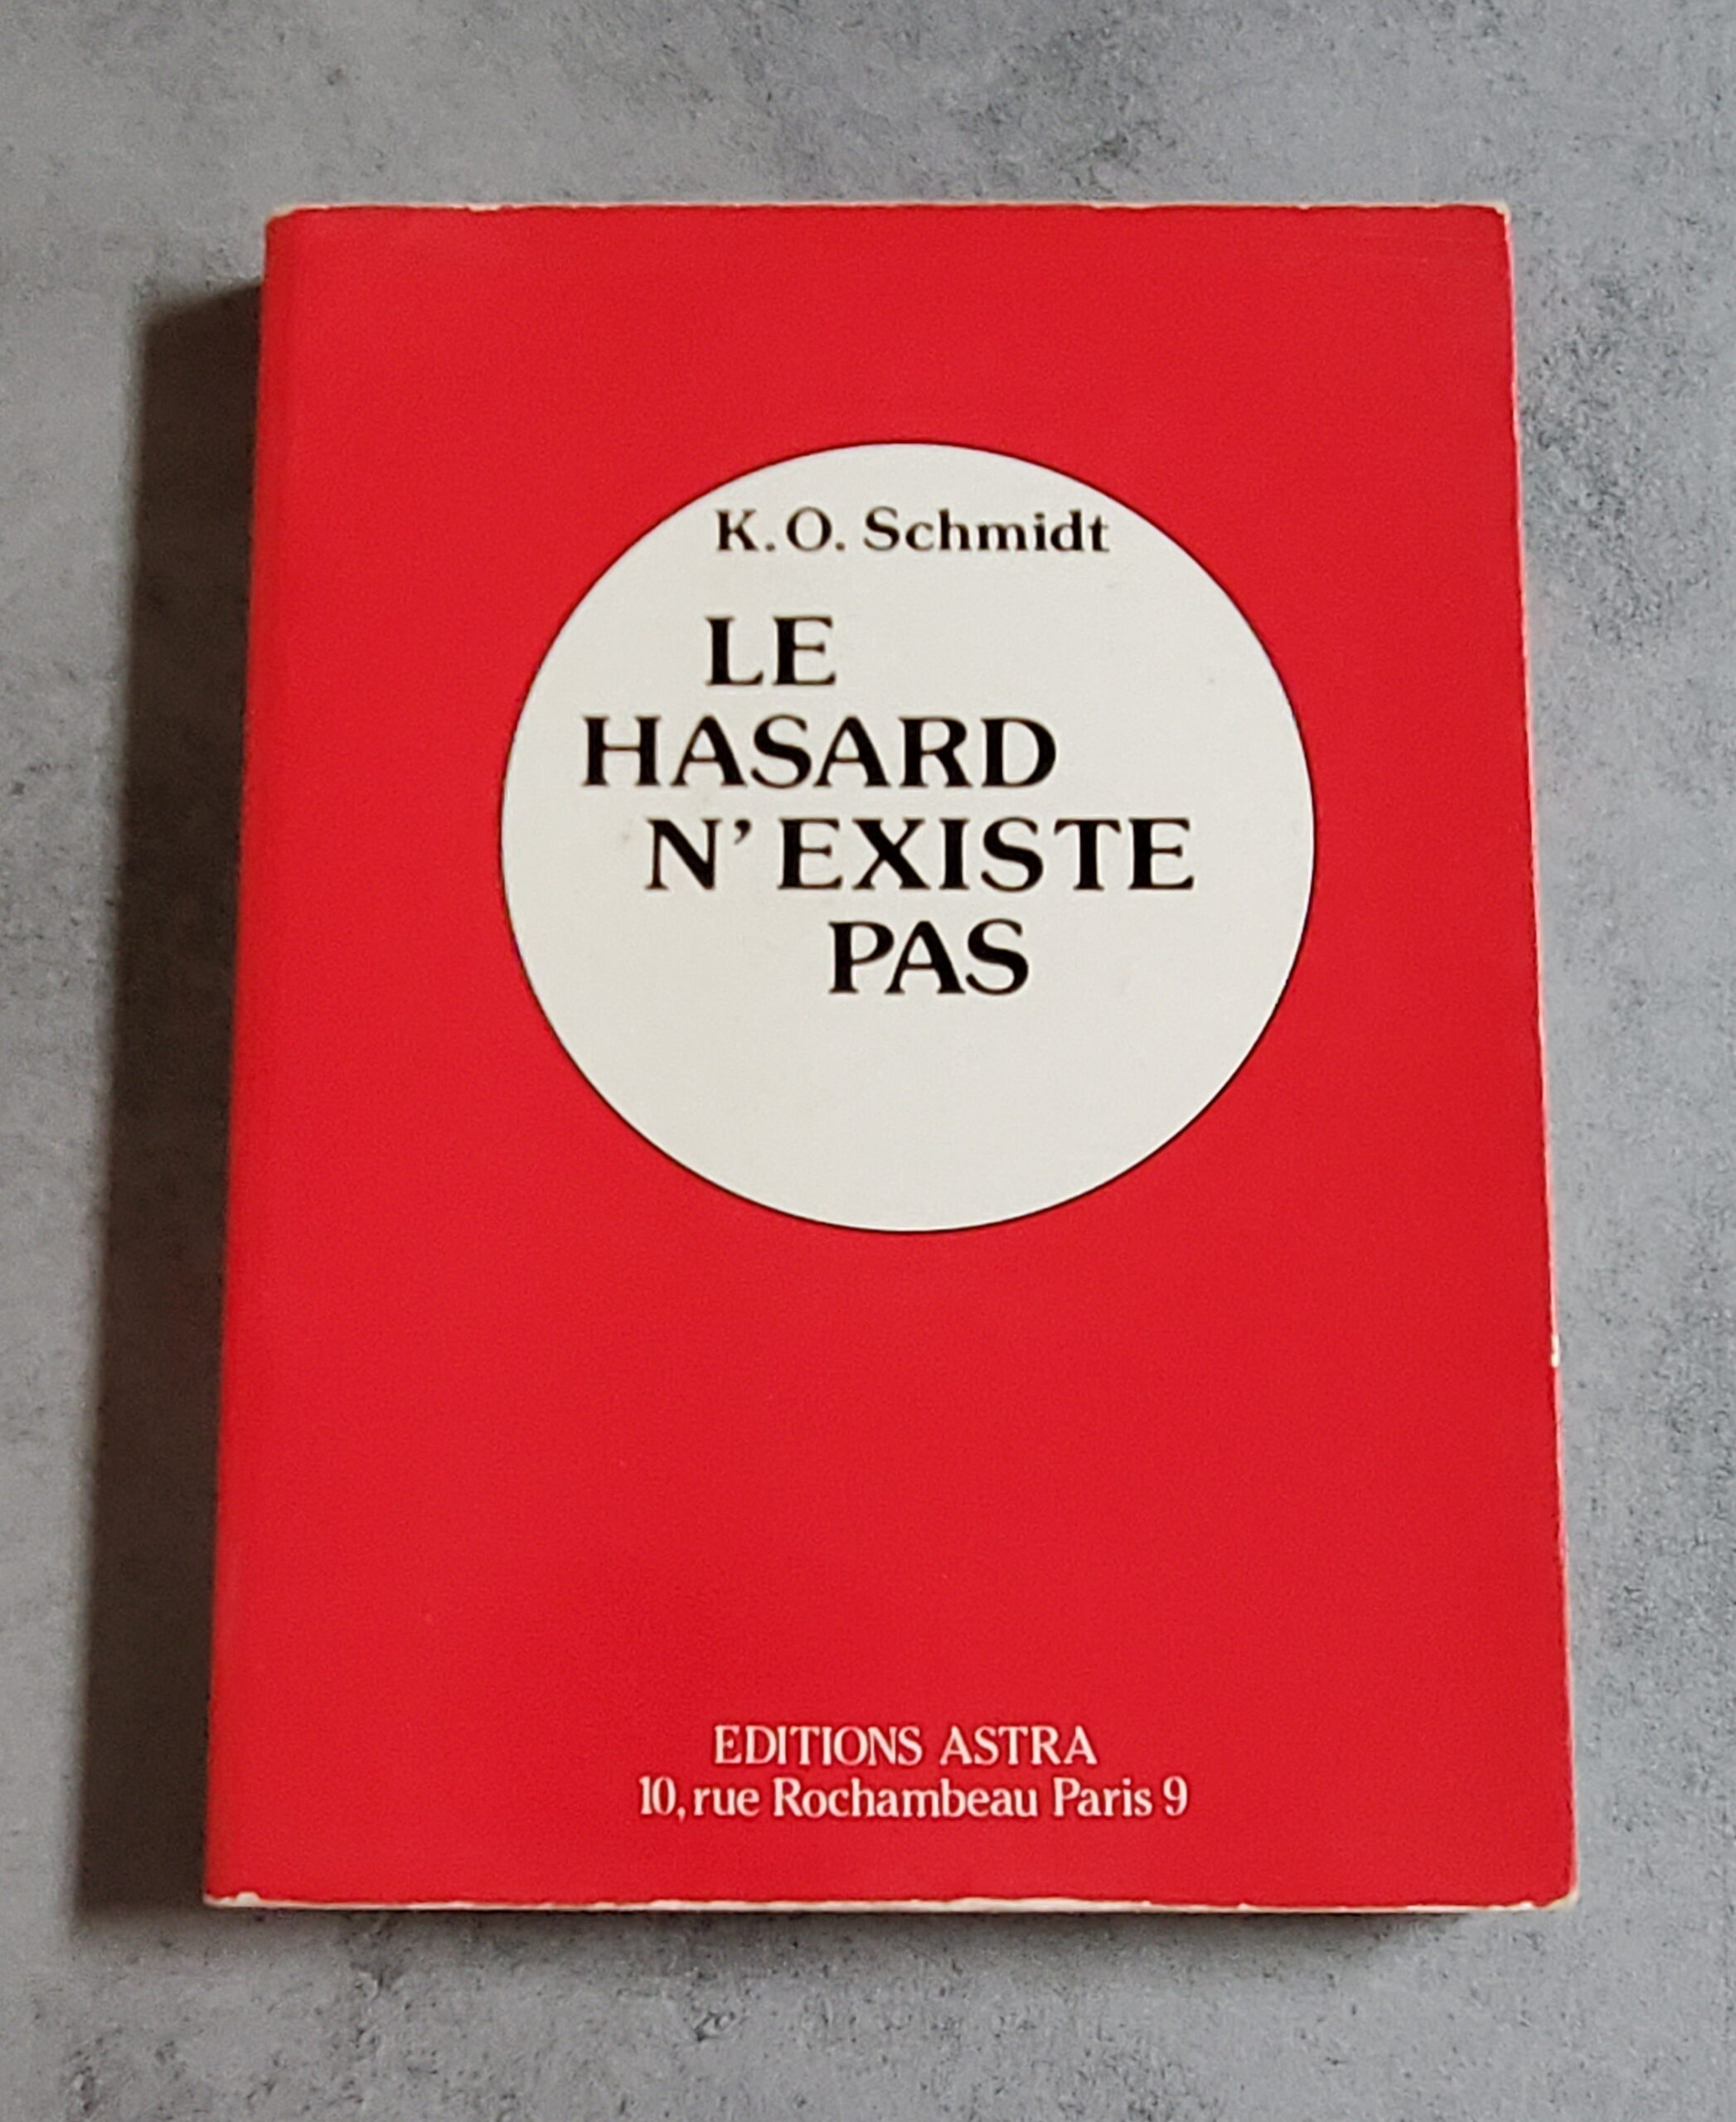 K.O. Schmidt
LE
HASARD
N'EXISTE
PAS
EDITIONS ASTRA
10, rue Rochambeau Paris 9